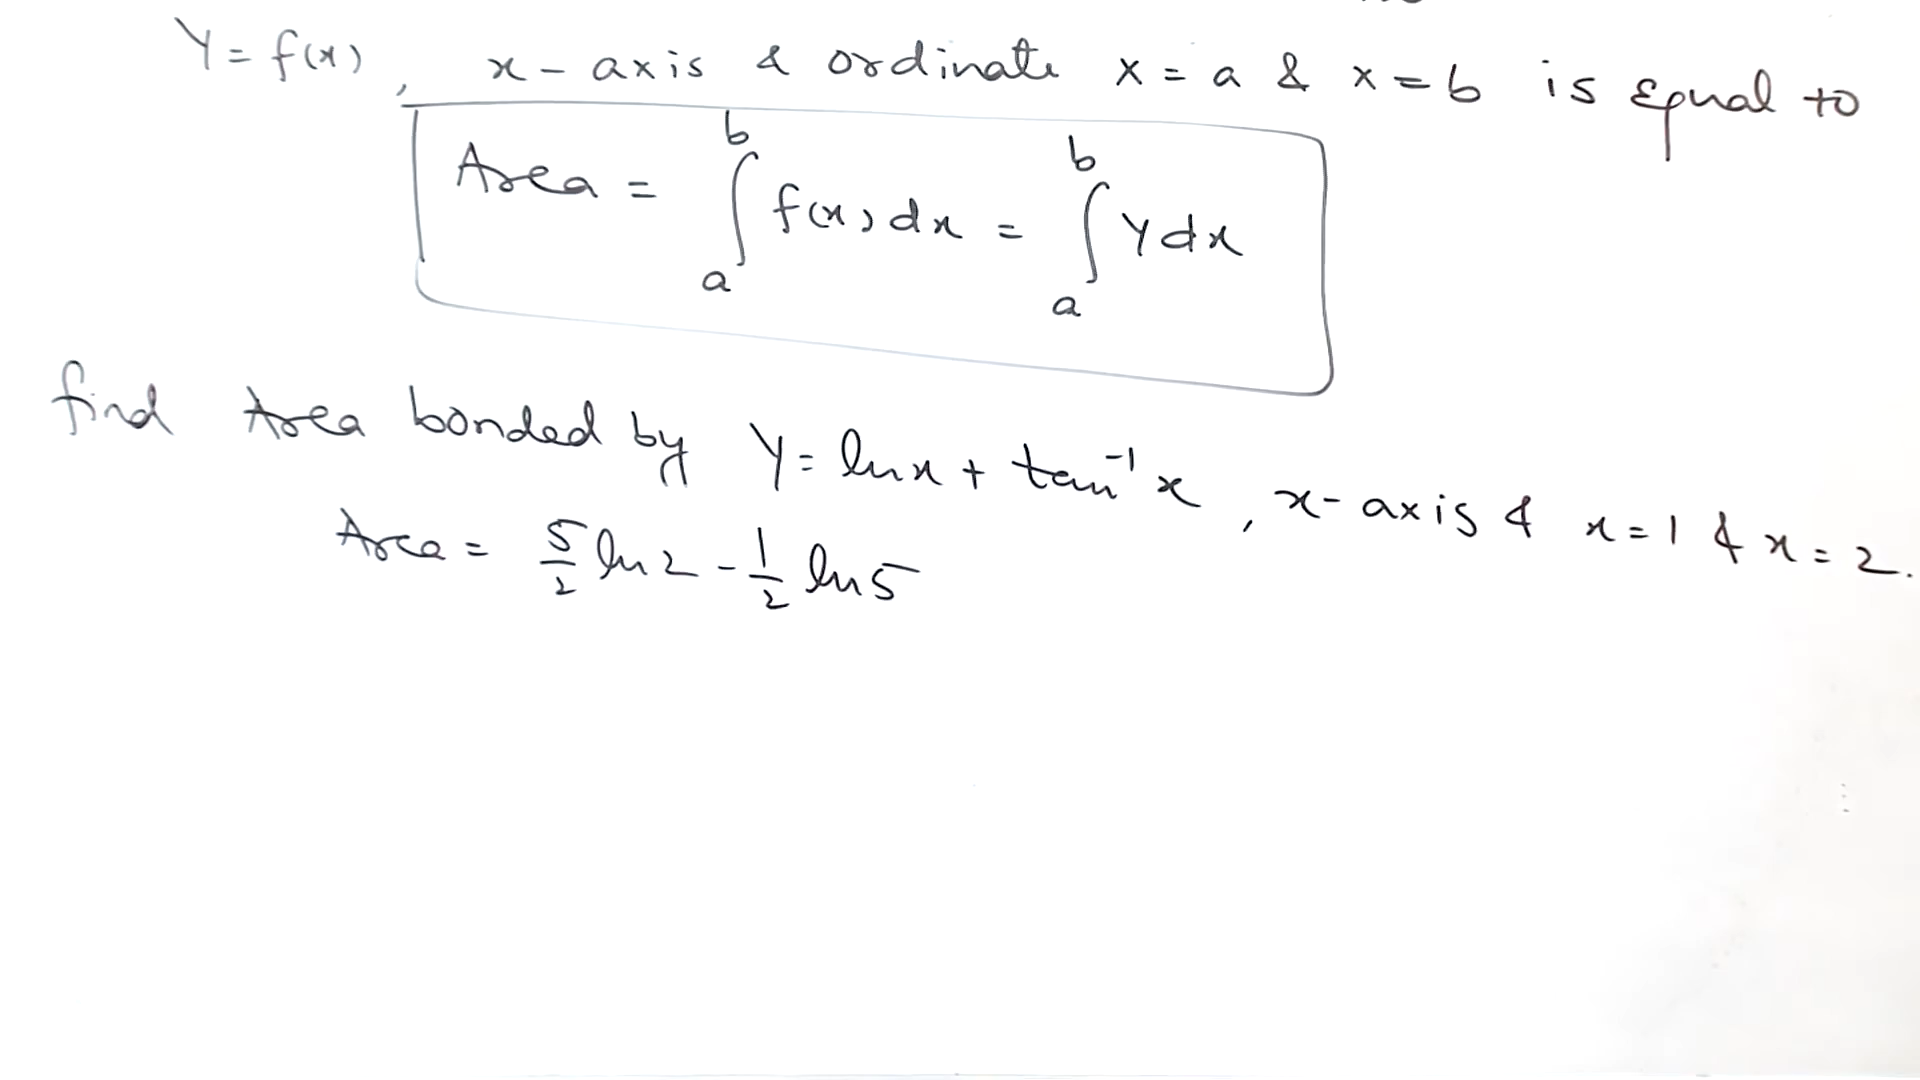 Y = f(x), x-axis & ordinate x = a & x = b is equal to
Area = ∫_a^b f(x) dx = ∫_a^b Y dx
find Area bonded by Y = ln x + tan⁻¹ x, x-axis & x = 1 & x = 2.
Area = 5/2 ln 2 - 1/2 ln 5